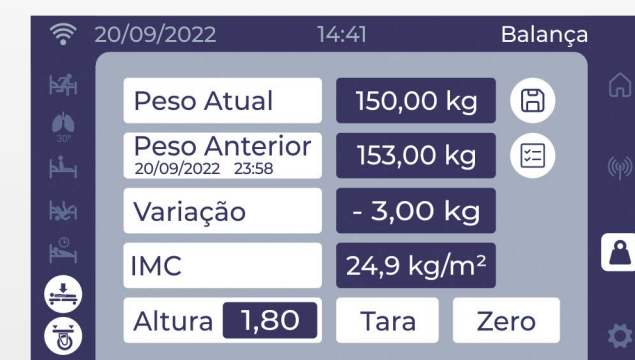 20/09/2022 14:41 Balança
Peso Atual 150,00 kg
30°
Peso Anterior 153,00 kg
20/09/2022 23:58
Variação - 3,00 kg
IMC 24,9 kg/m²
Altura 1,80 Tara Zero